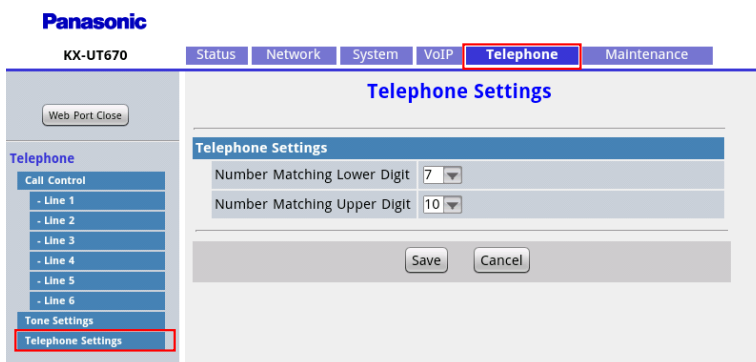 Panasonic
KX-UT670
Status Network System VoIP Telephone Maintenance
Web Port Close
Telephone
Call Control
- Line 1
- Line 2
- Line 3
- Line 4
- Line 5
- Line 6
Tone Settings
Telephone Settings
Telephone Settings
Telephone Settings
Number Matching Lower Digit 7
Number Matching Upper Digit 10
Save Cancel